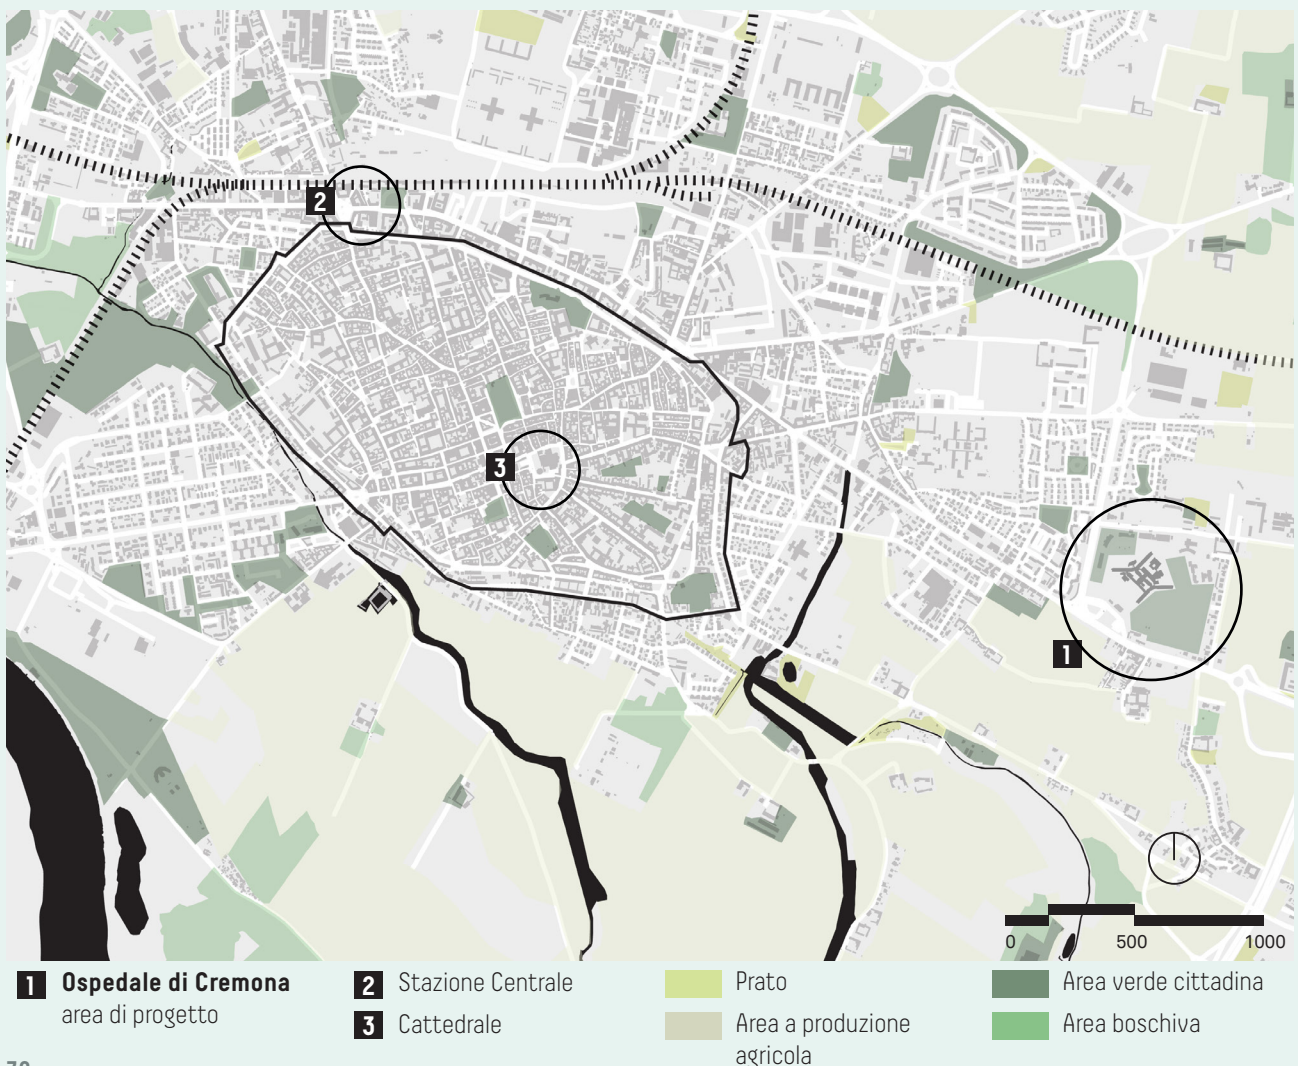 2
3
1
0 500 1000
1 Ospedale di Cremona
area di progetto
2 Stazione Centrale
3 Cattedrale
Prato
Area a produzione
agricola
Area verde cittadina
Area boschiva